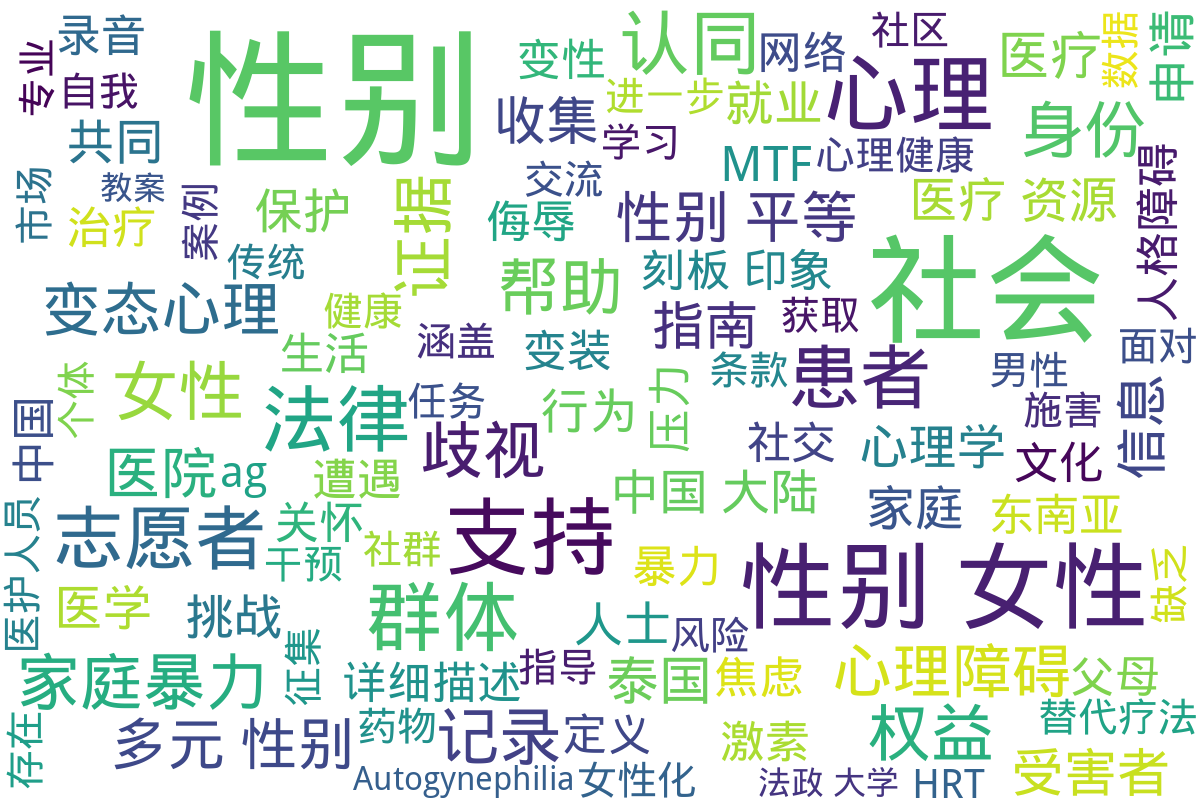 专业
录音
自我
性别
变性
认同
网络
社区
医疗
数据
申请
进一步
就业
心理
收集
学习
身份
共同
市场
教案
案例
治疗
保护
证据
交流
MTF
心理健康
侮辱
性别 平等
医疗 资源
人格障碍
传统
变态心理
健康
帮助
刻板 印象
社会
指南
获取
涵盖
生活
变装
条款
患者
男性
面对
个体
女性
法律
任务
行为
压力
施害
信息
中国
歧视
社交
心理学
文化
医院
ag
遭遇
中国 大陆
家庭
东南亚
医护人员
志愿者
关怀
干预
社群
支持
暴力
性别 女性
缺乏
医学
挑战
征集
群体
人士
风险
家庭暴力
详细描述
指导
泰国
焦虑
心理障碍
父母
存在
多元 性别
药物
记录
定义
激素
权益
替代疗法
Autogynephilia
女性化
法政 大学
HRT
受害者